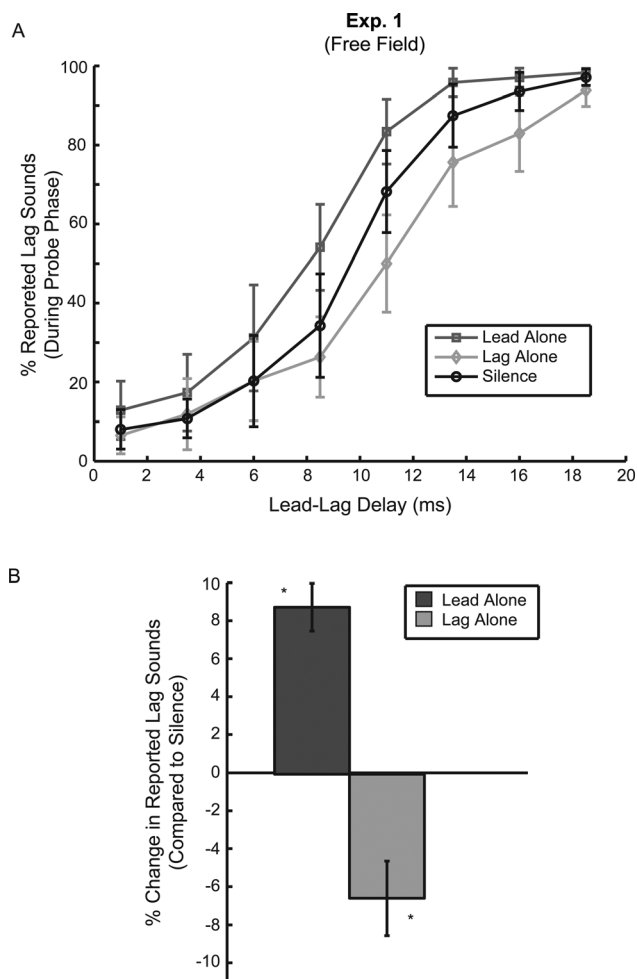 A
Exp. 1
(Free Field)
% Reporeted Lag Sounds
(During Probe Phase)
100
80
60
40
20
0
0 2 4 6 8 10 12 14 16 18 20
Lead-Lag Delay (ms)
Lead Alone
Lag Alone
Silence
B
% Change in Reported Lag Sounds
(Compared to Silence)
10
8
6
4
2
0
-2
-4
-6
-8
-10
*
*
Lead Alone
Lag Alone